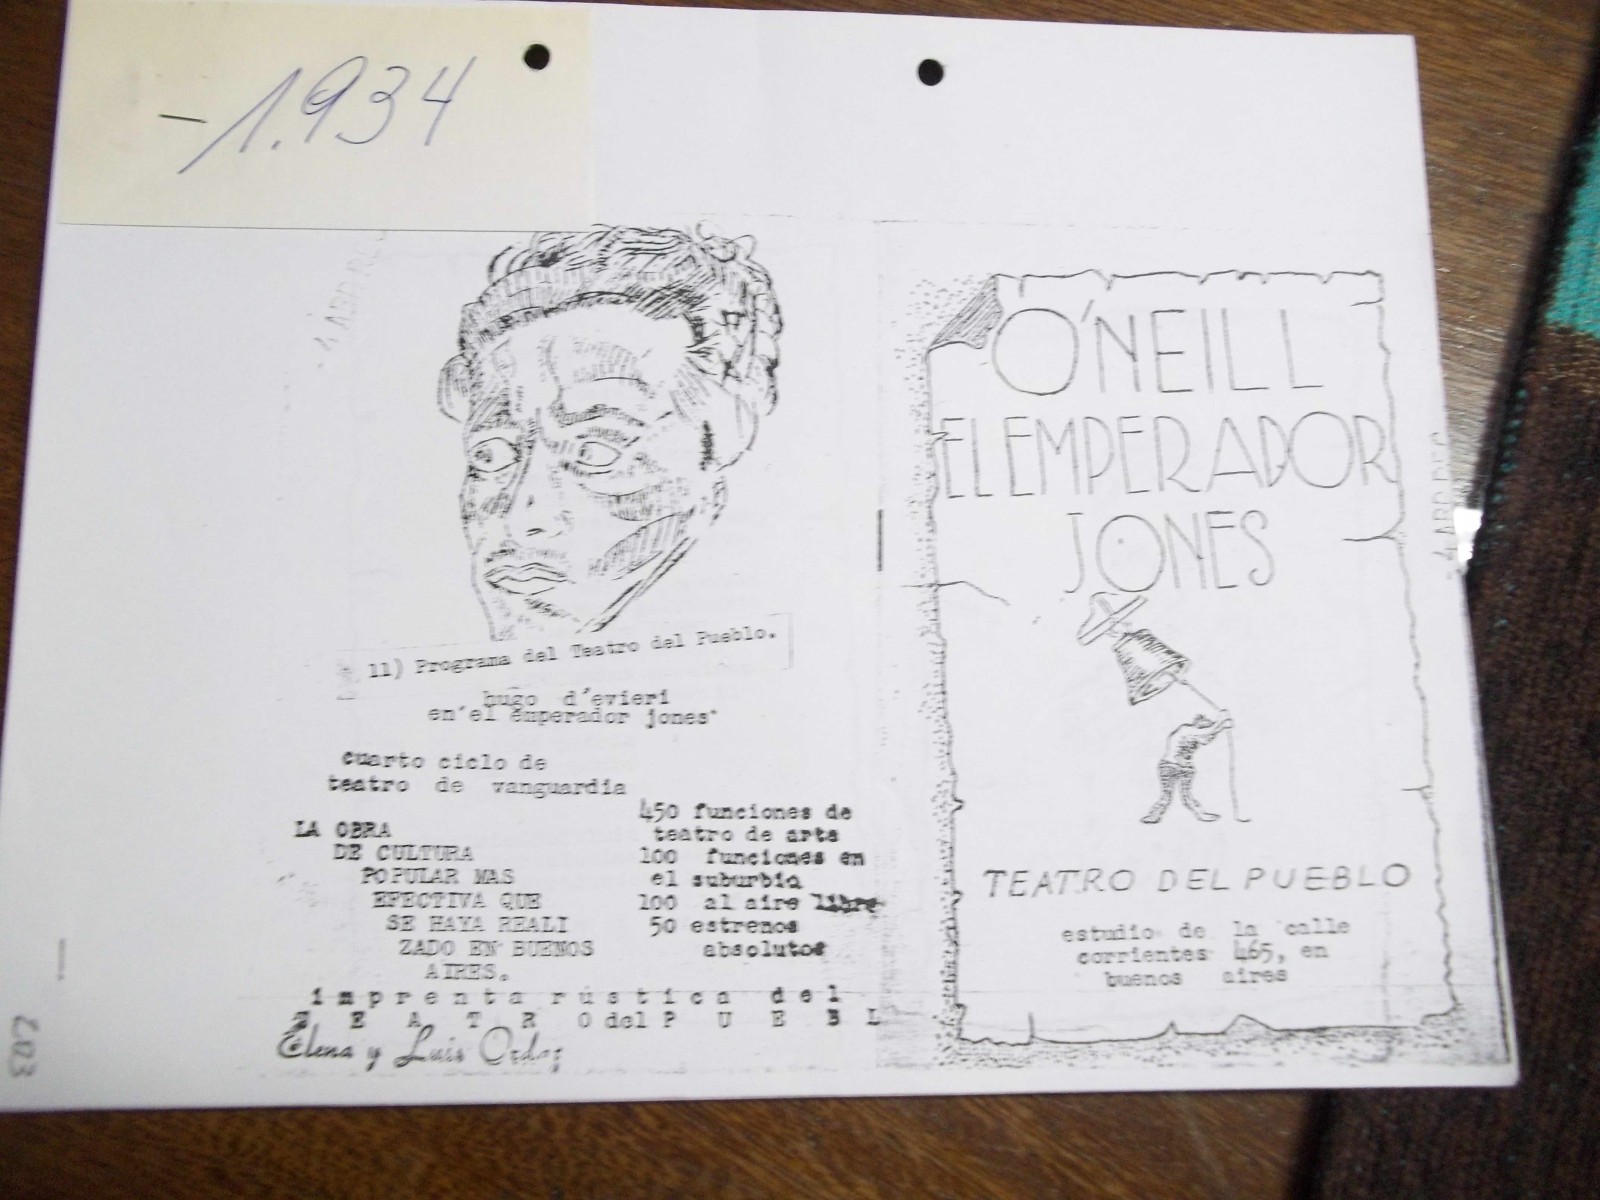 -1.934
11) Programa del Teatro del Pueblo.
hugo d'evieri
en"el emperador jones"
cuarto ciclo de
teatro de vanguardia
LA OBRA
DE CULTURA
POPULAR MAS
EFECTIVA QUE
SE HAYA REALI
ZADO EN BUENOS
AIRES.
450 funciones de
teatro de arte
100 funciones en
el suburbio
100 al aire libre
50 estrenos
absolutos
imprenta rústica del
TEATRO del PUEBL
Elena y Luis Ordaz
O'NEILL
EL EMPERADOR
JONES
TEATRO DEL PUEBLO
estudio de la calle
corrientes 465, en
buenos aires
203